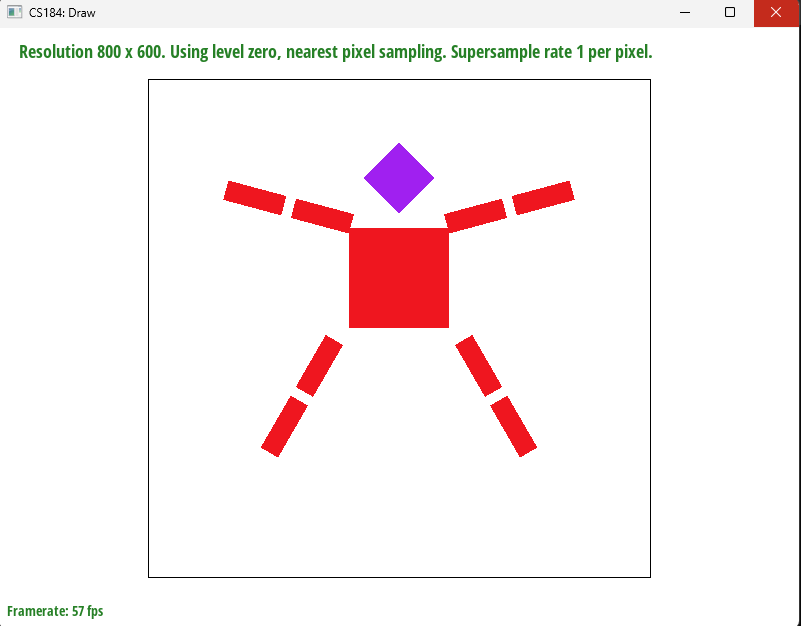 CS184: Draw
Resolution 800 x 600. Using level zero, nearest pixel sampling. Supersample rate 1 per pixel.
Framerate: 57 fps